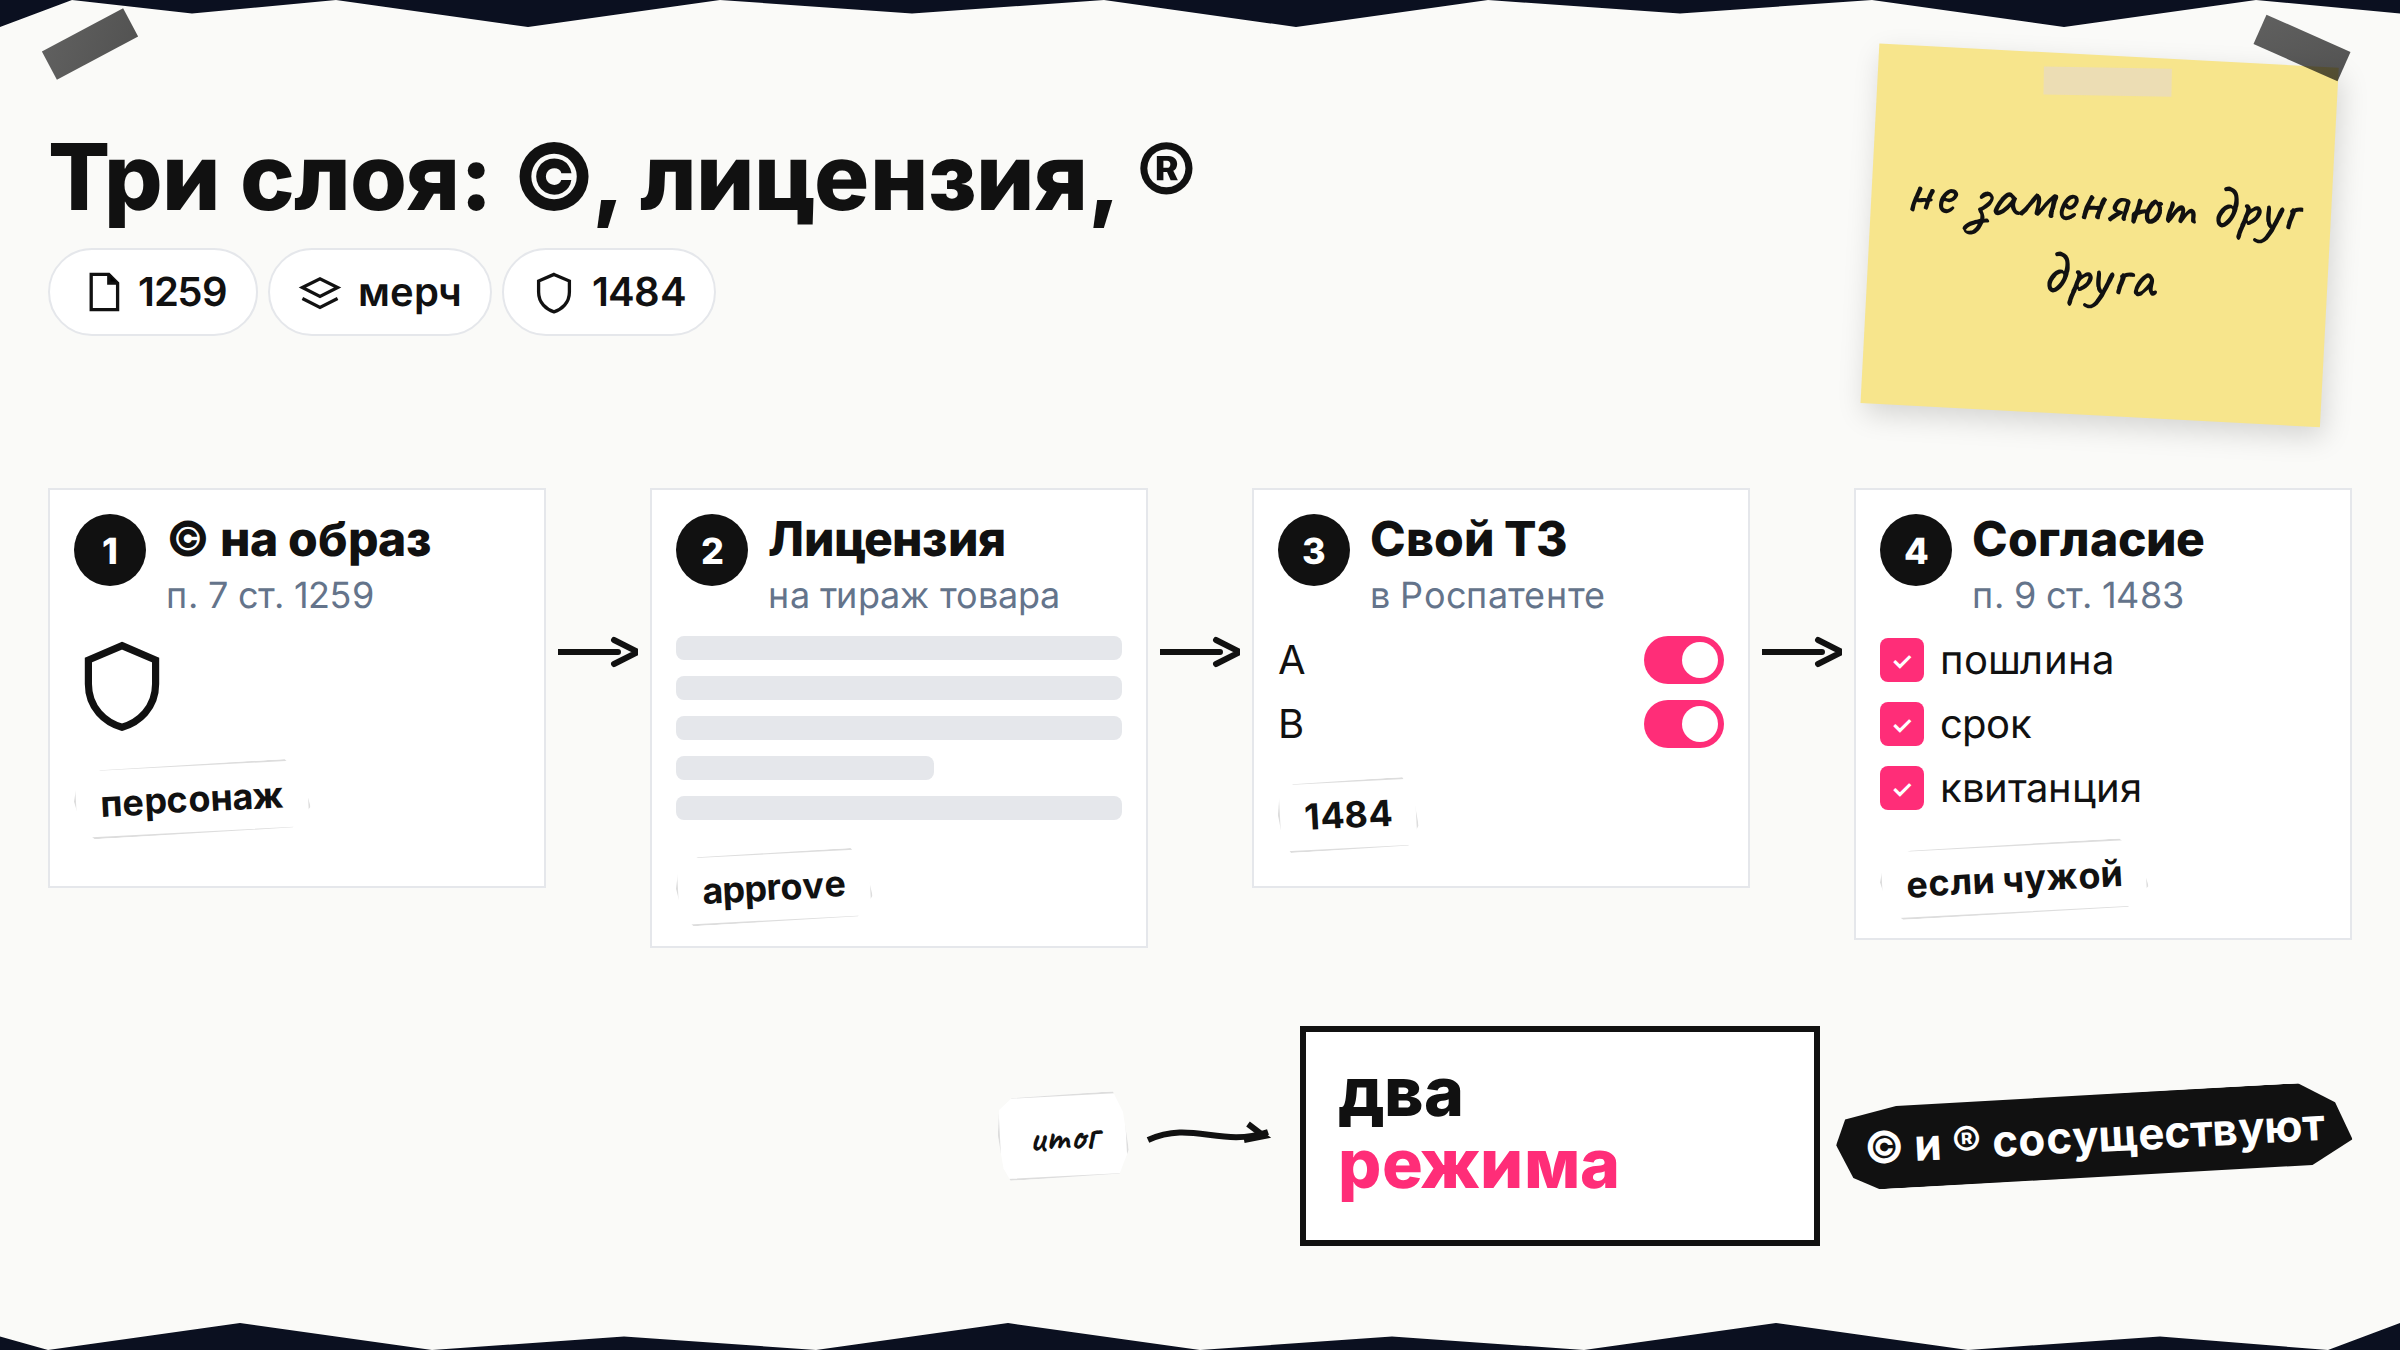 Три слоя: ©, лицензия, ®
1259
мерч
1484
не заменяют друг
друга
1
© на образ
п. 7 ст. 1259
персонаж
2
Лицензия
на тираж товара
approve
3
Свой ТЗ
в Роспатенте
A
B
1484
4
Согласие
п. 9 ст. 1483
пошлина
срок
квитанция
если чужой
итог
два
режима
© и ® сосуществуют